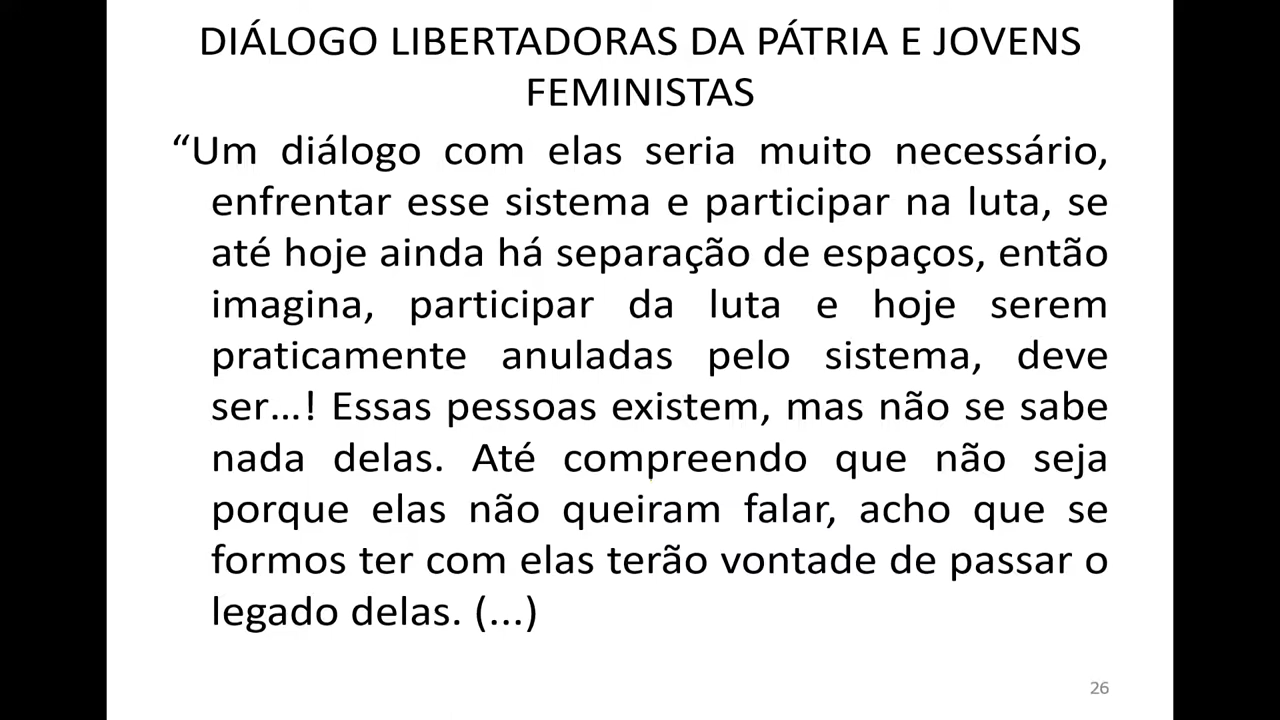 DIÁLOGO LIBERTADORAS DA PÁTRIA E JOVENS
FEMINISTAS
“Um diálogo com elas seria muito necessário,
enfrentar esse sistema e participar na luta, se
até hoje ainda há separação de espaços, então
imagina, participar da luta e hoje serem
praticamente anuladas pelo sistema, deve
ser...! Essas pessoas existem, mas não se sabe
nada delas. Até compreendo que não seja
porque elas não queiram falar, acho que se
formos ter com elas terão vontade de passar o
legado delas. (...)
26